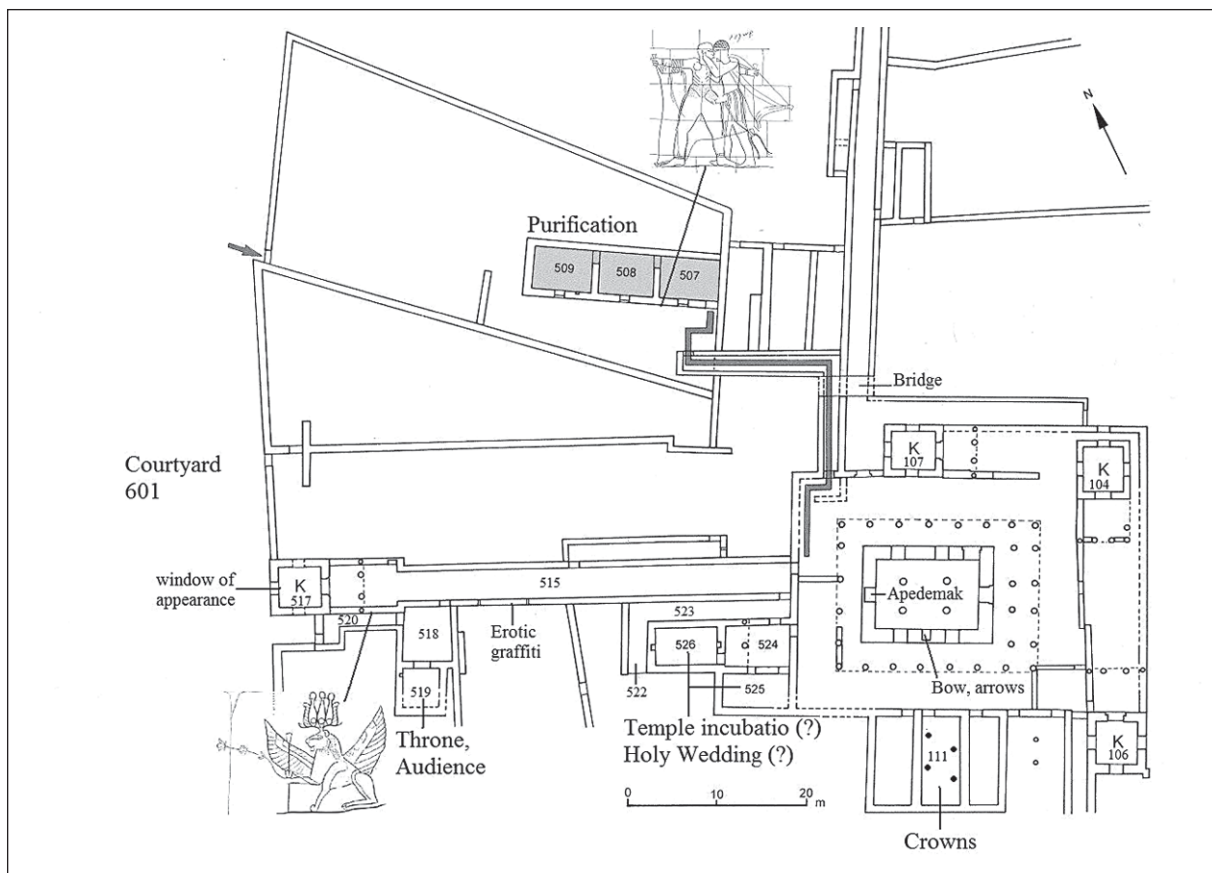 N
Purification
509
508
507
Bridge
K
107
K
104
Courtyard
601
window of
appearance
K
517
515
520
518
519
Erotic
graffiti
523
526
524
522
525
Apedemak
Bow, arrows
Throne,
Audience
Temple incubatio (?)
Holy Wedding (?)
111
K
106
0 10 20
m
Crowns